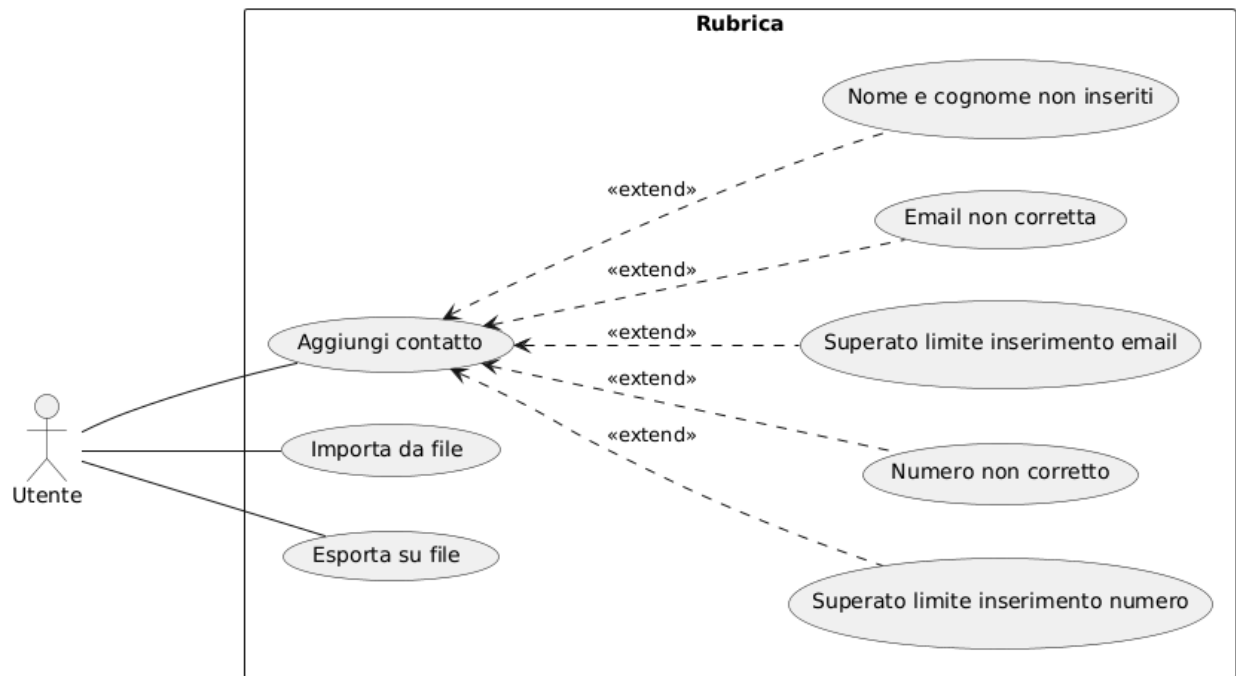 Rubrica
Nome e cognome non inseriti
«extend»
Email non corretta
«extend»
«extend»
Aggiungi contatto
Superato limite inserimento email
«extend»
«extend»
Importa da file
Numero non corretto
Utente
Esporta su file
Superato limite inserimento numero